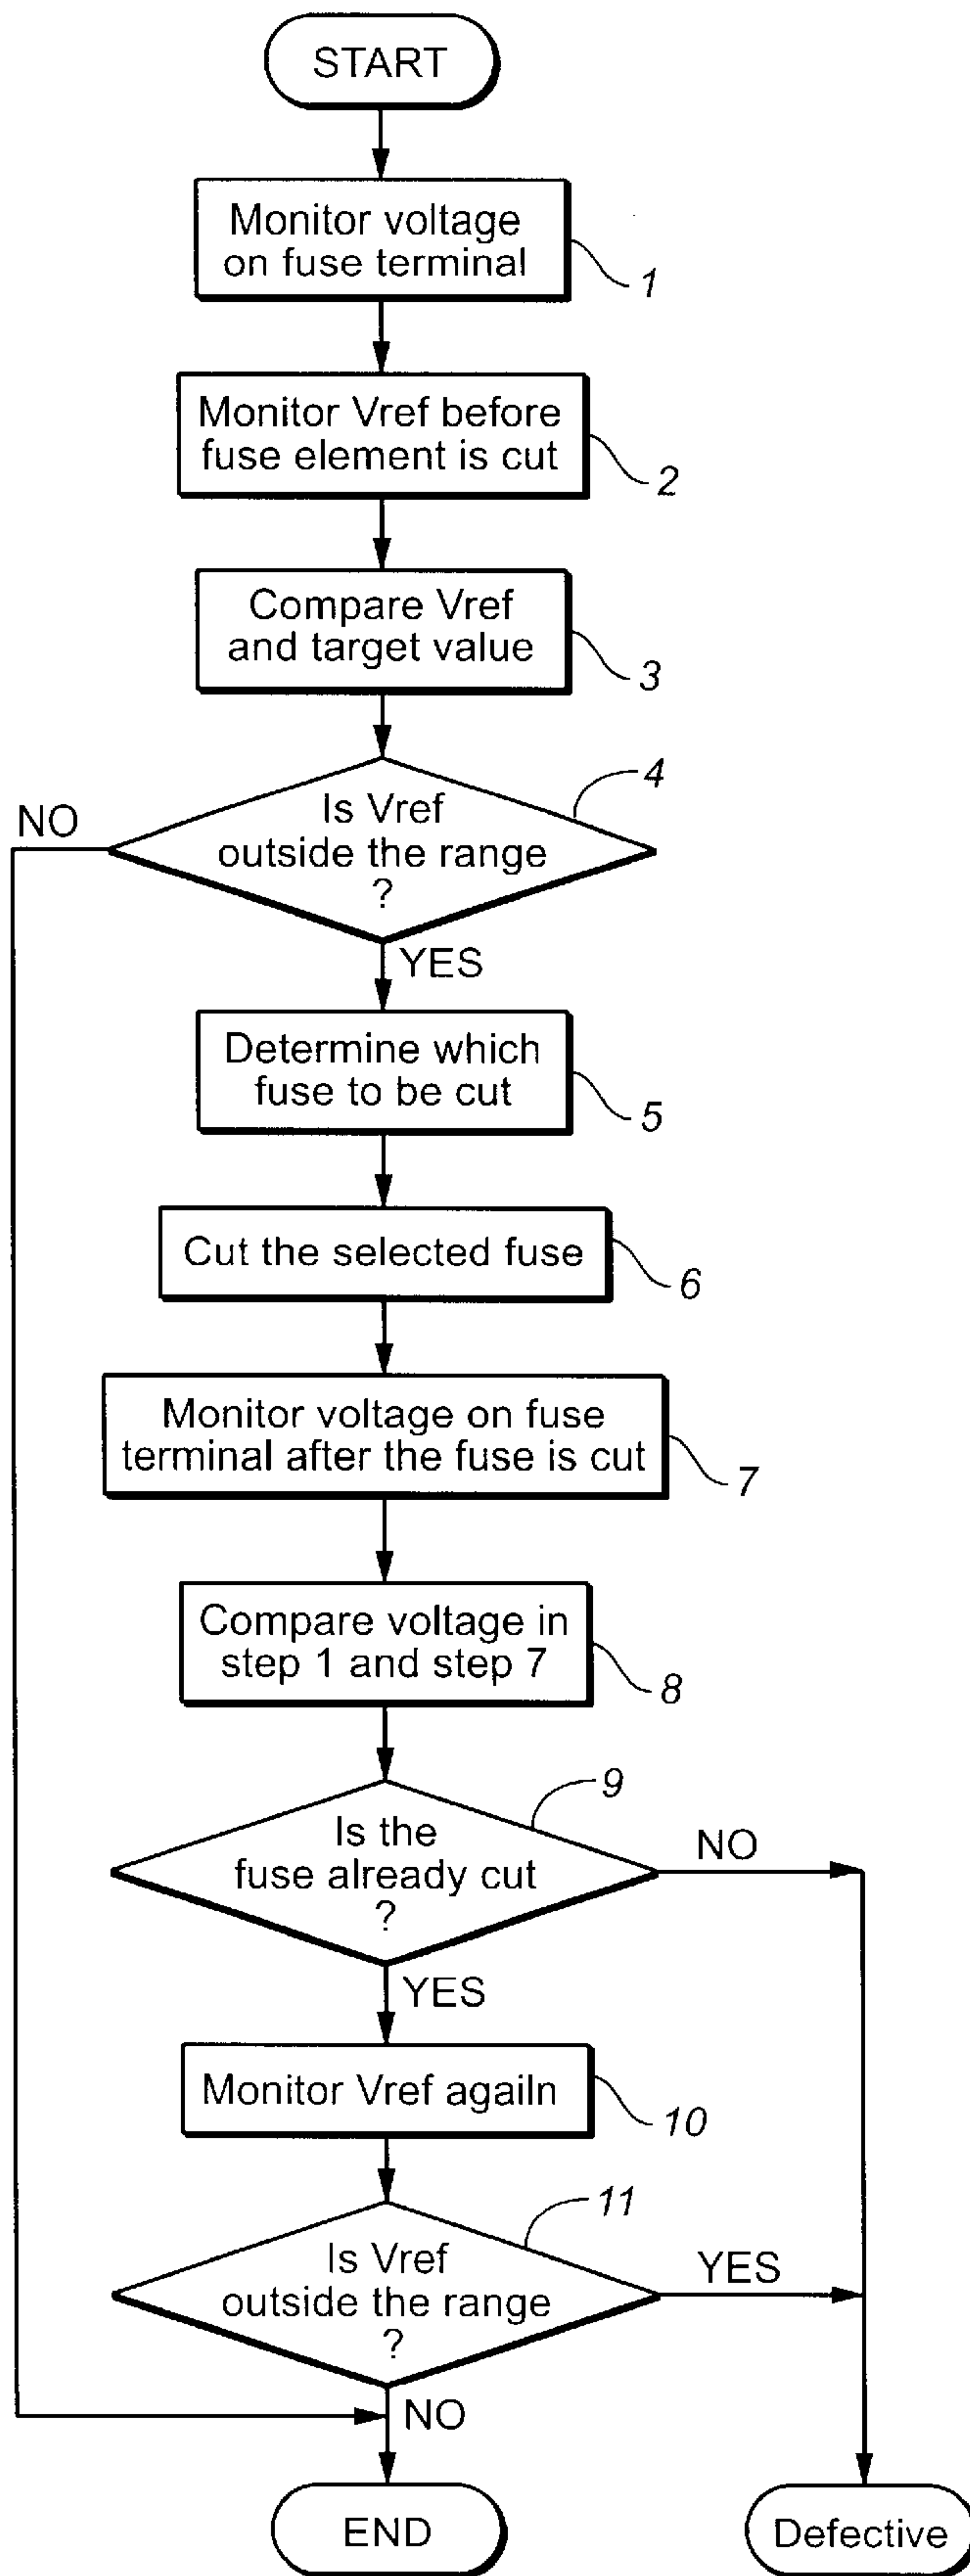 START
Monitor voltage
on fuse terminal
1
Monitor Vref before
fuse element is cut
2
Compare Vref
and target value
3
4
NO
Is Vref
outside the range
?
YES
Determine which
fuse to be cut
5
Cut the selected fuse
6
Monitor voltage on fuse
terminal after the fuse is cut
7
Compare voltage in
step 1 and step 7
8
9
Is the
fuse already cut
?
NO
YES
Monitor Vref agailn
10
11
Is Vref
outside the range
?
YES
NO
END
Defective